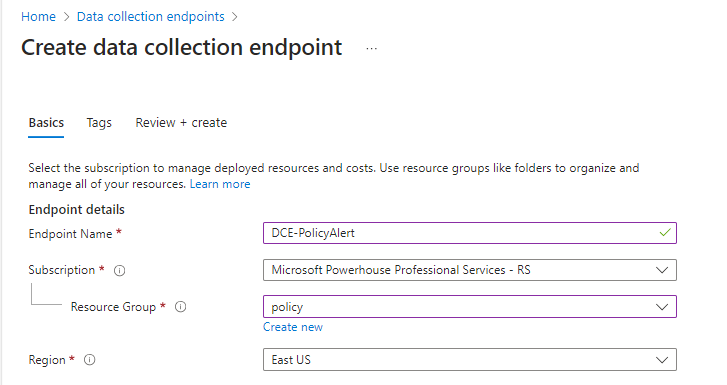 Home > Data collection endpoints >
Create data collection endpoint ...
Basics Tags Review + create
Select the subscription to manage deployed resources and costs. Use resource groups like folders to organize and
manage all of your resources. Learn more
Endpoint details
Endpoint Name * DCE-PolicyAlert
Subscription * Microsoft Powerhouse Professional Services - RS
Resource Group * policy
Create new
Region * East US